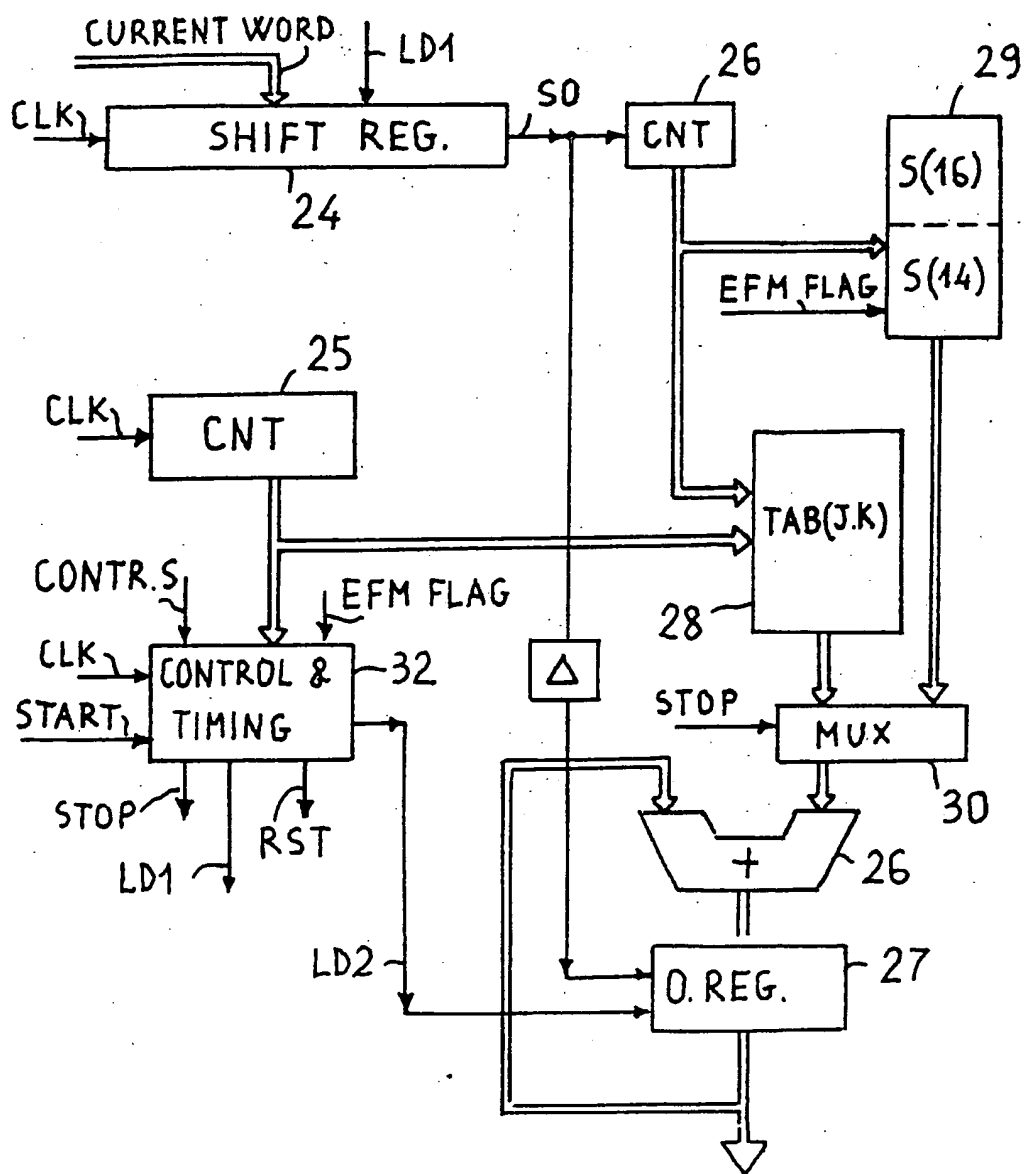 CURRENT WORD
LD1
CLK
SHIFT REG.
SO
24
26
CNT
29
S(16)
S(14)
EFM FLAG
25
CLK
CNT
TAB(J.K)
28
CONTR.S
EFM FLAG
CLK
CONTROL &
TIMING
32
START
Δ
STOP
MUX
30
STOP
RST
LD1
+
26
LD2
O.REG.
27